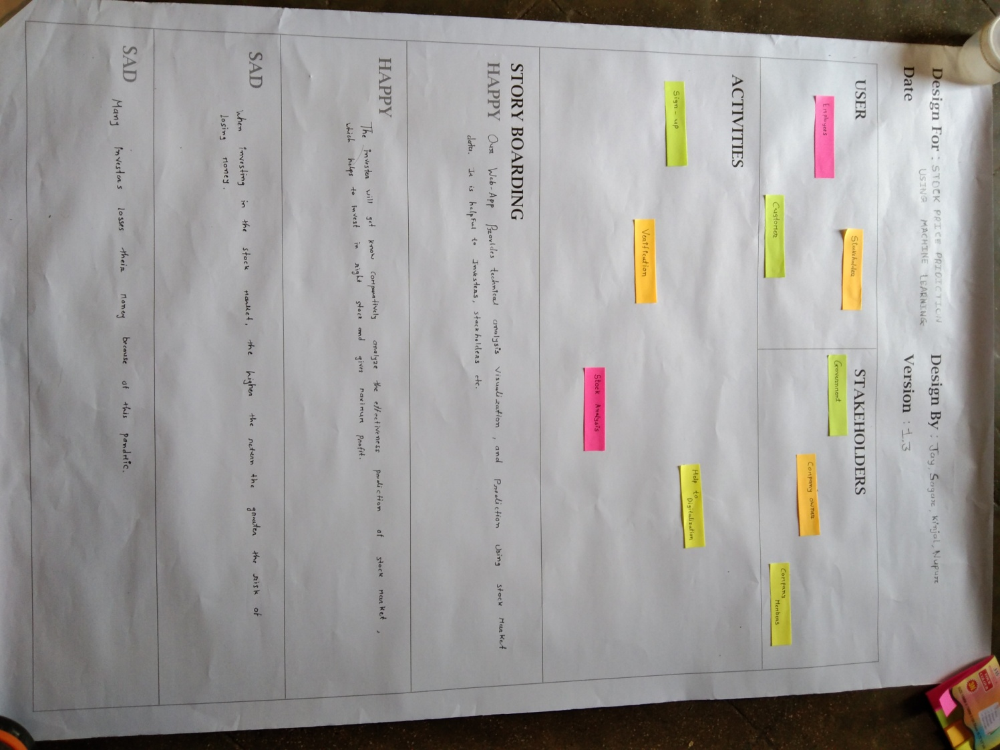 Design For : STOCK PRICE PRIDICTION
USING MACHINE LEARNING
Date
Design By : Jay, Sagar, Kinjal, Nupur
Version : 1.3
USER
Employees
Stakeholder
Customer
STAKEHOLDERS
Government
Company owner
Company Members
ACTIVITIES
Sign-up
Verification
Stock Analysis
Help to
Digitalization
STORY BOARDING
HAPPY Our Web-App Provides technical analysis Visualization, and Prediction using stock Market
data. It is helpful to Investers, stackholders etc.
HAPPY
The invester will get know comparatively analyze the effectiveness prediction of stock market,
which helps to invest in right stock and gives maximum profit.
SAD
When investing in the stock market, the higher the return the greater the risk of
losing money.
SAD
Many investors losses their money because of this